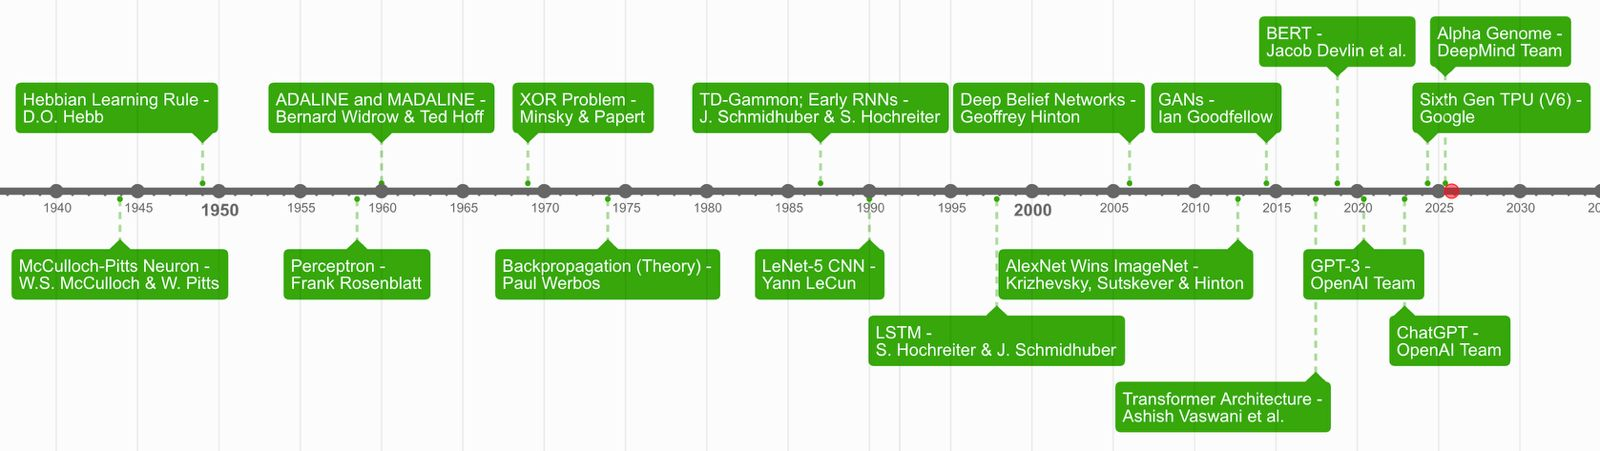 BERT -
Jacob Devlin et al.
Alpha Genome -
DeepMind Team
Hebbian Learning Rule -
D.O. Hebb
ADALINE and MADALINE -
Bernard Widrow & Ted Hoff
XOR Problem -
Minsky & Papert
TD-Gammon; Early RNNs -
J. Schmidhuber & S. Hochreiter
Deep Belief Networks -
Geoffrey Hinton
GANs -
Ian Goodfellow
Sixth Gen TPU (V6) -
Google
1940 1945 1950 1955 1960 1965 1970 1975 1980 1985 1990 1995 2000 2005 2010 2015 2020 2025 2030
McCulloch-Pitts Neuron -
W.S. McCulloch & W. Pitts
Perceptron -
Frank Rosenblatt
Backpropagation (Theory) -
Paul Werbos
LeNet-5 CNN -
Yann LeCun
AlexNet Wins ImageNet -
Krizhevsky, Sutskever & Hinton
GPT-3 -
OpenAI Team
LSTM -
S. Hochreiter & J. Schmidhuber
ChatGPT -
OpenAI Team
Transformer Architecture -
Ashish Vaswani et al.